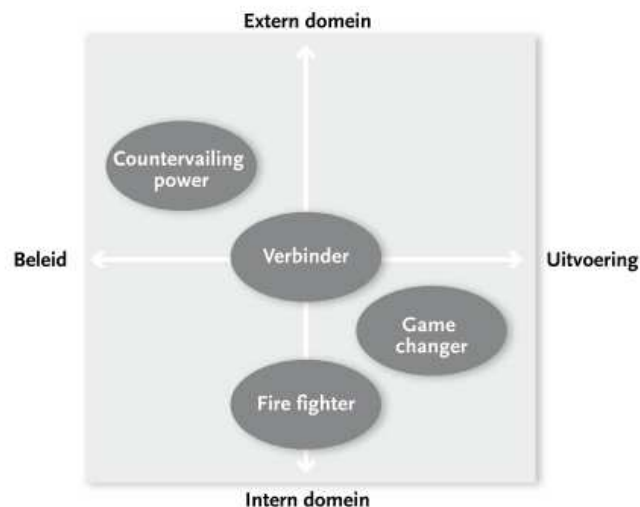 Extern domein
Countervailing
power
Beleid
Verbinder
Uitvoering
Game
changer
Fire fighter
Intern domein